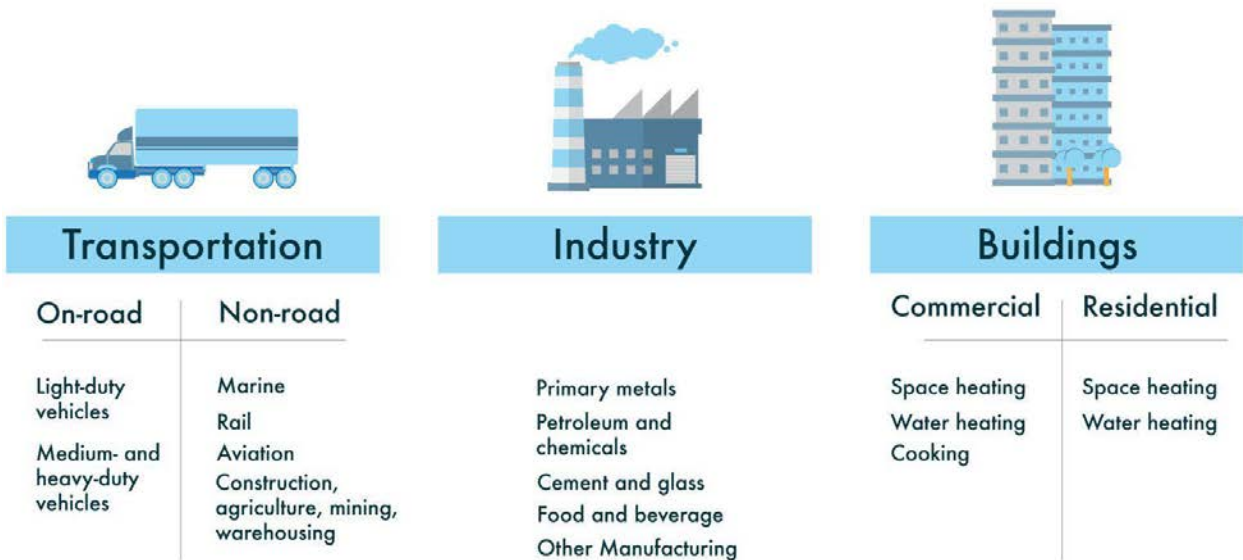 Transportation
On-road
Light-duty
vehicles
Medium- and
heavy-duty
vehicles
Non-road
Marine
Rail
Aviation
Construction,
agriculture, mining,
warehousing
Industry
Primary metals
Petroleum and
chemicals
Cement and glass
Food and beverage
Other Manufacturing
Buildings
Commercial
Space heating
Water heating
Cooking
Residential
Space heating
Water heating